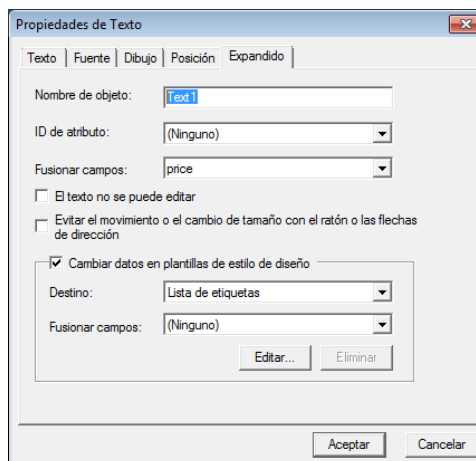 Propiedades de Texto
Texto Fuente Dibujo Posición Expandido
Nombre de objeto: Text1
ID de atributo: (Ninguno)
Fusionar campos: price
El texto no se puede editar
Evitar el movimiento o el cambio de tamaño con el ratón o las flechas
de dirección
Cambiar datos en plantillas de estilo de diseño
Destino: Lista de etiquetas
Fusionar campos: (Ninguno)
Editar... Eliminar
Aceptar Cancelar